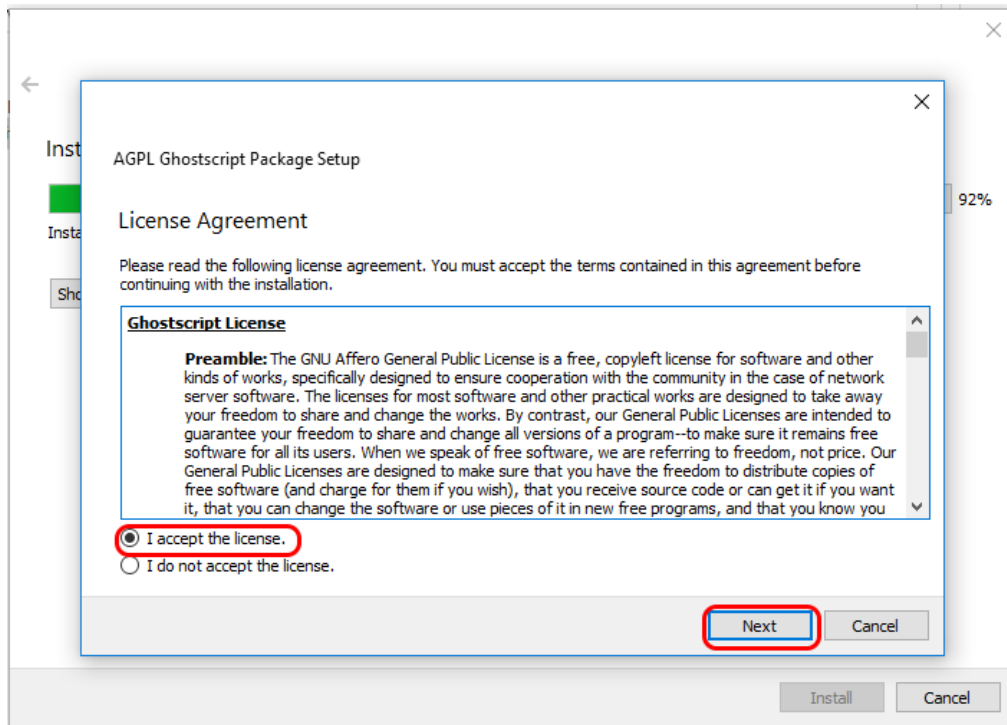 Inst
AGPL Ghostscript Package Setup
92%
Insta
License Agreement
Please read the following license agreement. You must accept the terms contained in this agreement before
continuing with the installation.
Sho
Ghostscript License
Preamble: The GNU Affero General Public License is a free, copyleft license for software and other
kinds of works, specifically designed to ensure cooperation with the community in the case of network
server software. The licenses for most software and other practical works are designed to take away
your freedom to share and change the works. By contrast, our General Public Licenses are intended to
guarantee your freedom to share and change all versions of a program--to make sure it remains free
software for all its users. When we speak of free software, we are referring to freedom, not price. Our
General Public Licenses are designed to make sure that you have the freedom to distribute copies of
free software (and charge for them if you wish), that you receive source code or can get it if you want
it, that you can change the software or use pieces of it in new free programs, and that you know you
I accept the license.
I do not accept the license.
Next Cancel
Install Cancel